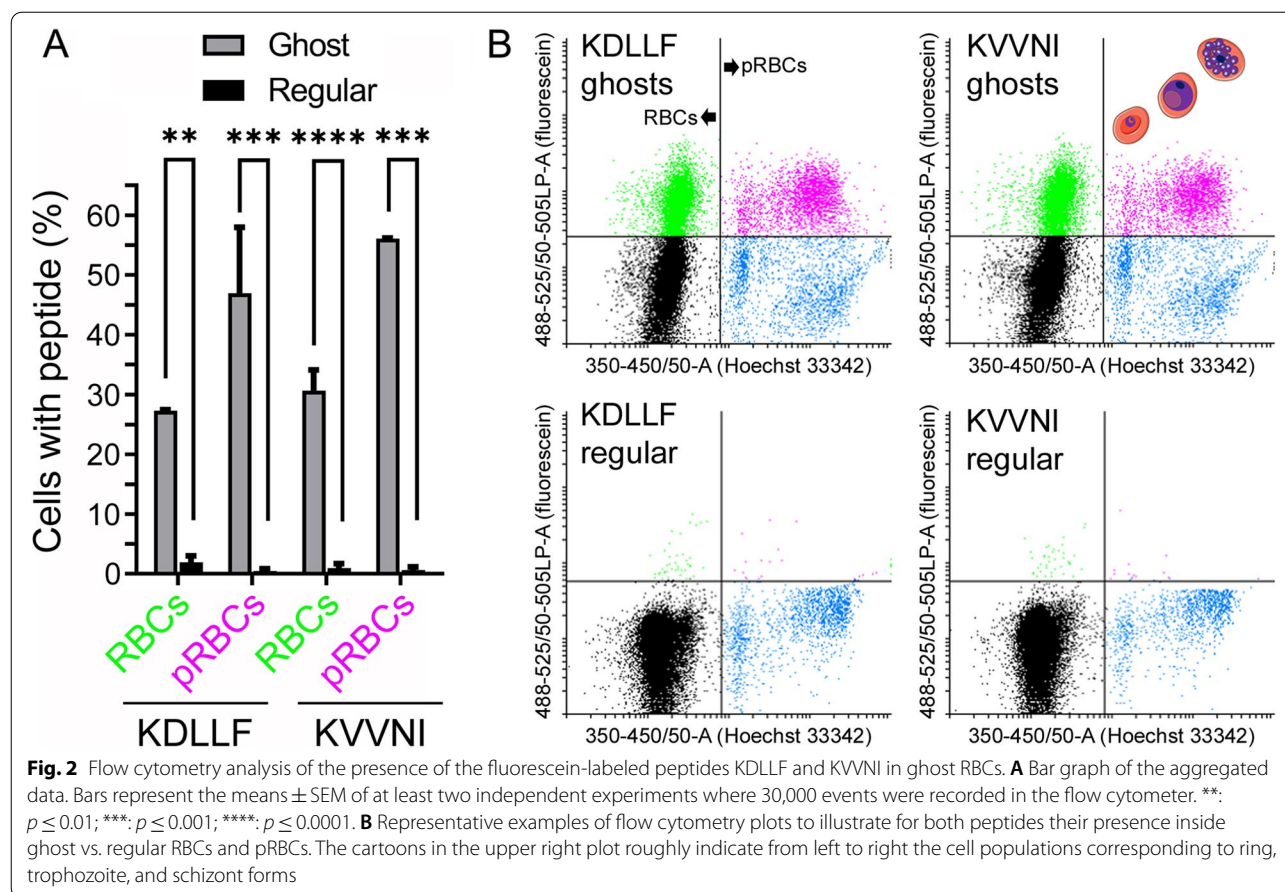 A
Ghost
Regular
** *** **** ***
Cells with peptide (%)
60
50
40
30
20
10
0
RBCs
pRBCs
RBCs
pRBCs
KDLLF
KVVNI
B
KDLLF
ghosts
pRBCs
RBCs
488-525/50-505LP-A (fluorescein)
350-450/50-A (Hoechst 33342)
KVVNI
ghosts
488-525/50-505LP-A (fluorescein)
350-450/50-A (Hoechst 33342)
KDLLF
regular
488-525/50-505LP-A (fluorescein)
350-450/50-A (Hoechst 33342)
KVVNI
regular
488-525/50-505LP-A (fluorescein)
350-450/50-A (Hoechst 33342)
Fig. 2 Flow cytometry analysis of the presence of the fluorescein-labeled peptides KDLLF and KVVNI in ghost RBCs. A Bar graph of the aggregated
data. Bars represent the means ± SEM of at least two independent experiments where 30,000 events were recorded in the flow cytometer. **:
p ≤ 0.01; ***: p ≤ 0.001; ****: p ≤ 0.0001. B Representative examples of flow cytometry plots to illustrate for both peptides their presence inside
ghost vs. regular RBCs and pRBCs. The cartoons in the upper right plot roughly indicate from left to right the cell populations corresponding to ring,
trophozoite, and schizont forms